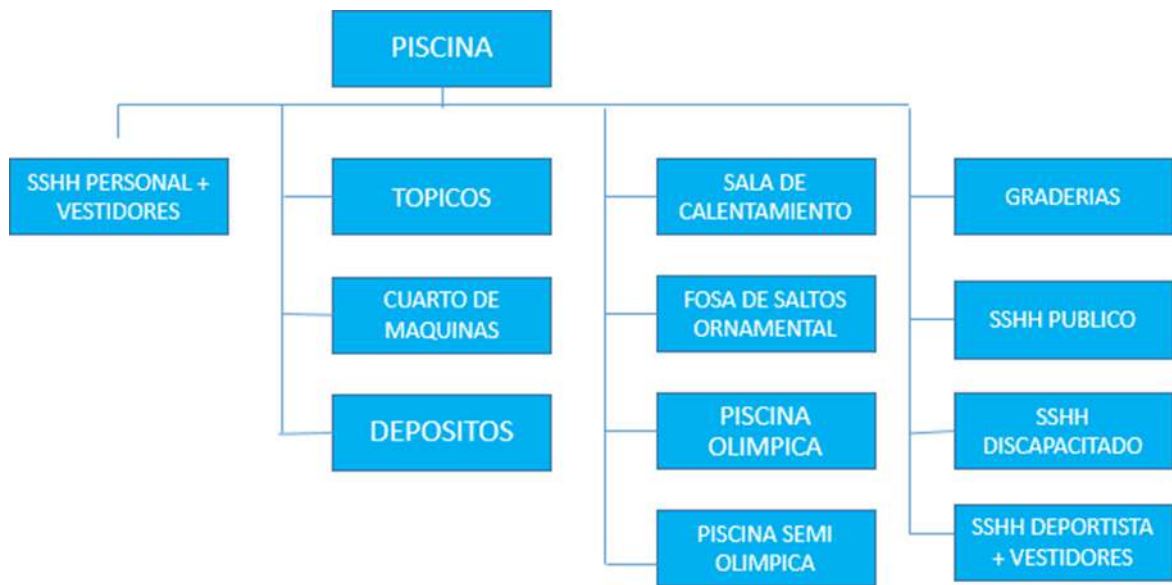 PISCINA
SSHH PERSONAL +
VESTIDORES
TOPICOS
CUARTO DE
MAQUINAS
DEPOSITOS
SALA DE
CALENTAMIENTO
FOSA DE SALTOS
ORNAMENTAL
PISCINA
OLIMPICA
PISCINA SEMI
OLIMPICA
GRADERIAS
SSHH PUBLICO
SSHH
DISCAPACITADO
SSHH DEPORTISTA
+ VESTIDORES